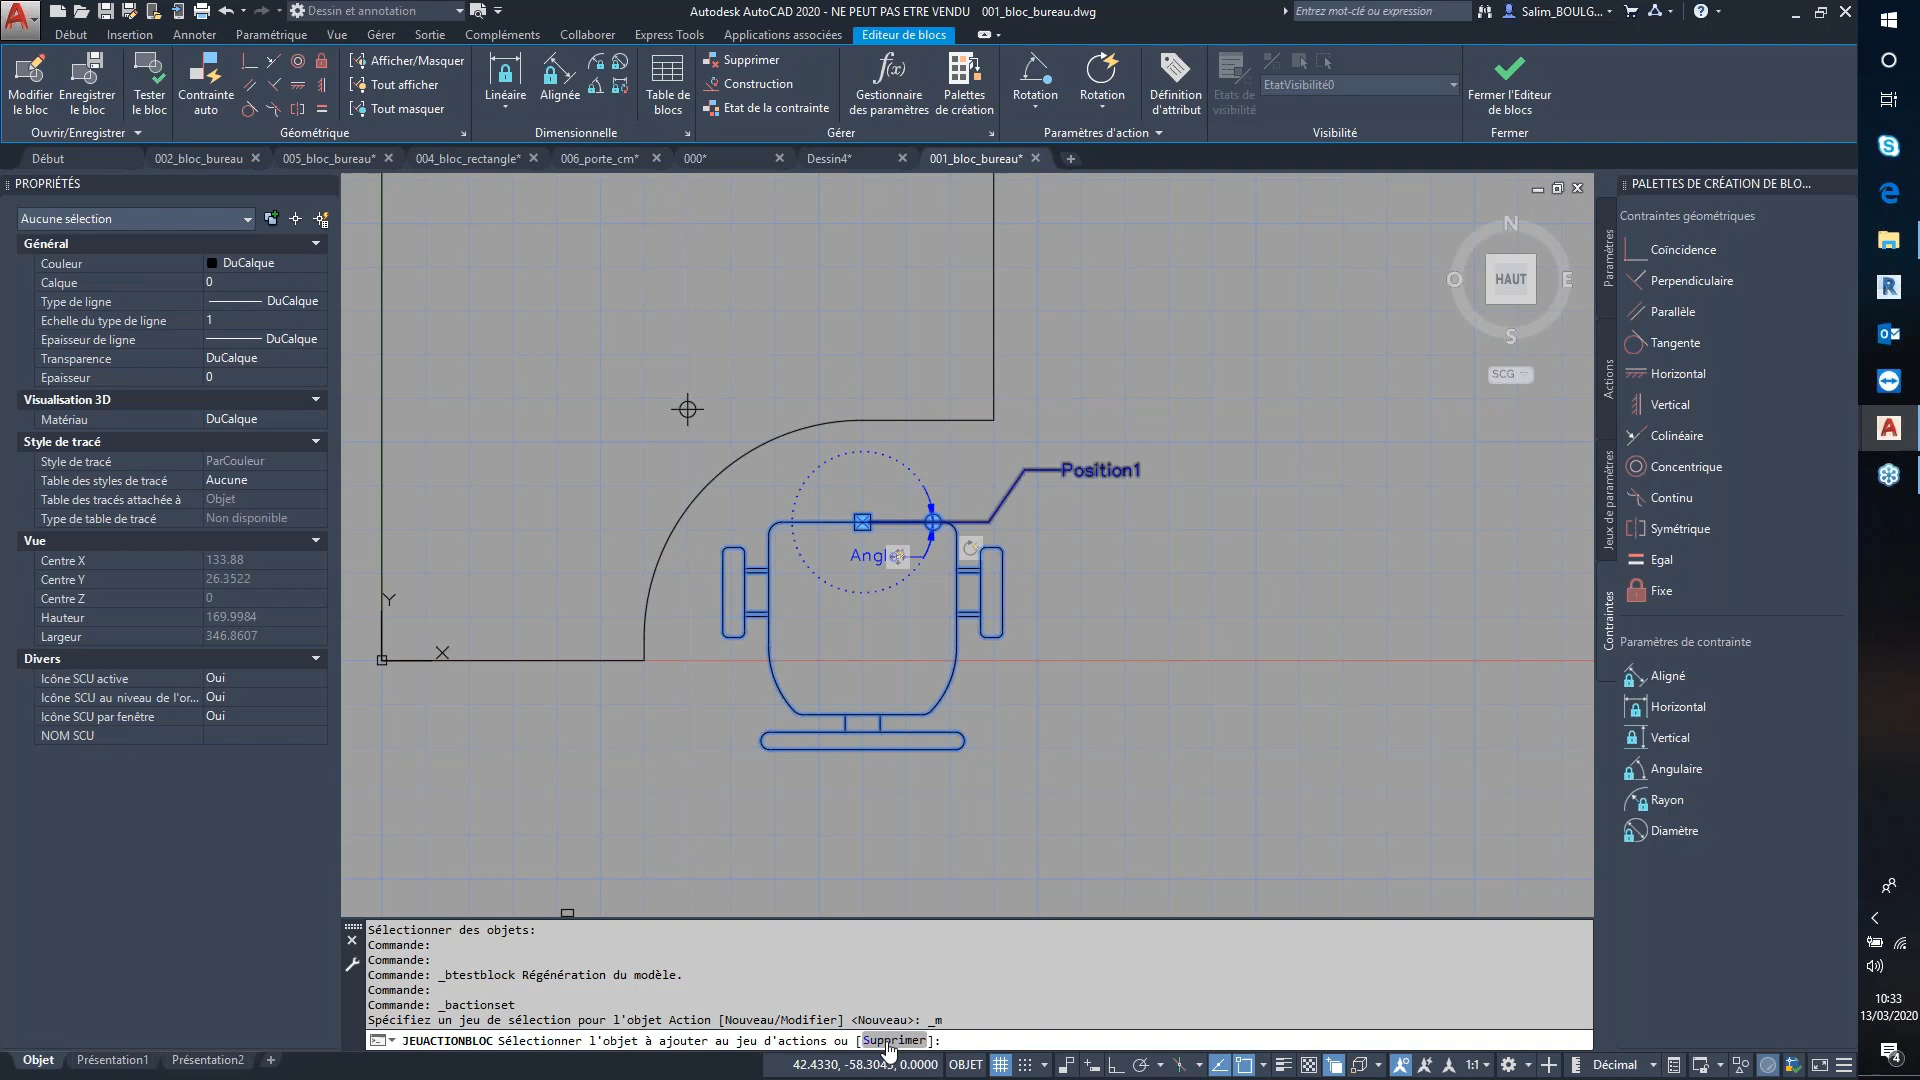 Dessin et annotation
Autodesk AutoCAD 2020 - NE PEUT PAS ETRE VENDU 001_bloc_bureau.dwg
Entrez mot-clé ou expression
Salim_BOULG...
Début Insertion Annoter Paramétrique Vue Gérer Sortie Compléments Collaborer Express Tools Applications associées Editeur de blocs
Modifier le bloc
Enregistrer le bloc
Tester le bloc
Ouvrir/Enregistrer
Contrainte auto
Géométrique
Afficher/Masquer
Tout afficher
Tout masquer
Linéaire
Alignée
Dimensionnelle
Table de blocs
Supprimer
Construction
Etat de la contrainte
f(x)
Gestionnaire des paramètres
Palettes de création
Gérer
Rotation
Rotation
Paramètres d'action
Définition d'attribut
Etats de visibilité
EtatVisibilité0
Visibilité
Fermer l'Editeur de blocs
Fermer
Début 002_bloc_bureau 005_bloc_bureau* 004_bloc_rectangle* 006_porte_cm* 000* Dessin4* 001_bloc_bureau*
PROPRIÉTÉS
Aucune sélection
Général
Couleur DuCalque
Calque 0
Type de ligne DuCalque
Echelle du type de ligne 1
Epaisseur de ligne DuCalque
Transparence DuCalque
Epaisseur 0
Visualisation 3D
Matériau DuCalque
Style de tracé
Style de tracé ParCouleur
Table des styles de tracé Aucune
Table des tracés attachée à Objet
Type de table de tracé Non disponible
Vue
Centre X 133.88
Centre Y 26.3522
Centre Z 0
Hauteur 169.9984
Largeur 346.8607
Divers
Icône SCU active Oui
Icône SCU au niveau de l'or... Oui
Icône SCU par fenêtre Oui
NOM SCU
Position1
Angl
Y
X
N
O
HAUT
E
S
SCG
PALETTES DE CRÉATION DE BLO...
Paramètres
Actions
Jeux de paramètres
Contraintes
Contraintes géométriques
Coïncidence
Perpendiculaire
Parallèle
Tangente
Horizontal
Vertical
Colinéaire
Concentrique
Continu
Symétrique
Egal
Fixe
Paramètres de contrainte
Aligné
Horizontal
Vertical
Angulaire
Rayon
Diamètre
Sélectionner des objets:
Commande:
Commande:
Commande: _btestblock Régénération du modèle.
Commande:
Commande: _bactionset
Spécifiez un jeu de sélection pour l'objet Action [Nouveau/Modifier] <Nouveau>: _m
JEUACTIONBLOC Sélectionner l'objet à ajouter au jeu d'actions ou [Supprimer]:
Objet Présentation1 Présentation2
42.4330, -58.3045, 0.0000 OBJET
1:1
Décimal
10:33
13/03/2020
4